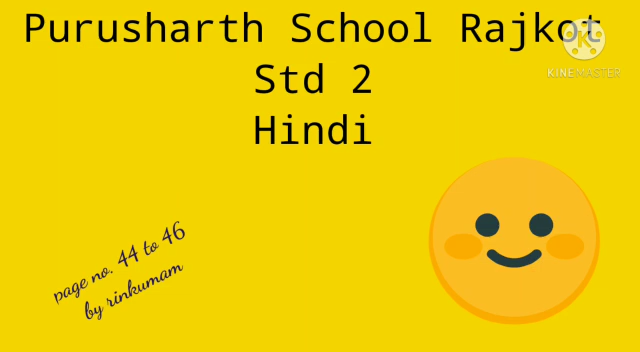 Purusharth School Rajkot
KINEMASTER
Std 2
Hindi
page no. 44 to 46
by rinkumam